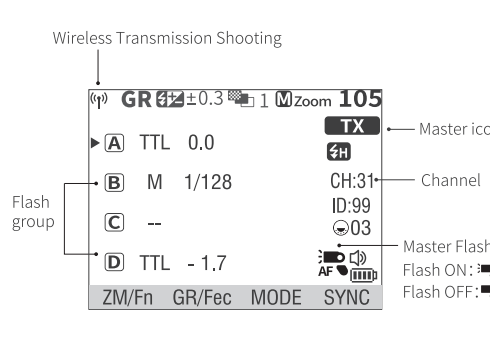 Wireless Transmission Shooting
GR ±0.3 1 M Zoom 105
TX
Master ico
A TTL 0.0
H
B M 1/128
CH:31
Channel
Flash
group
ID:99
C --
03
Master Flash
D TTL - 1.7
AF
Flash ON:
Flash OFF:
ZM/Fn GR/Fec MODE SYNC